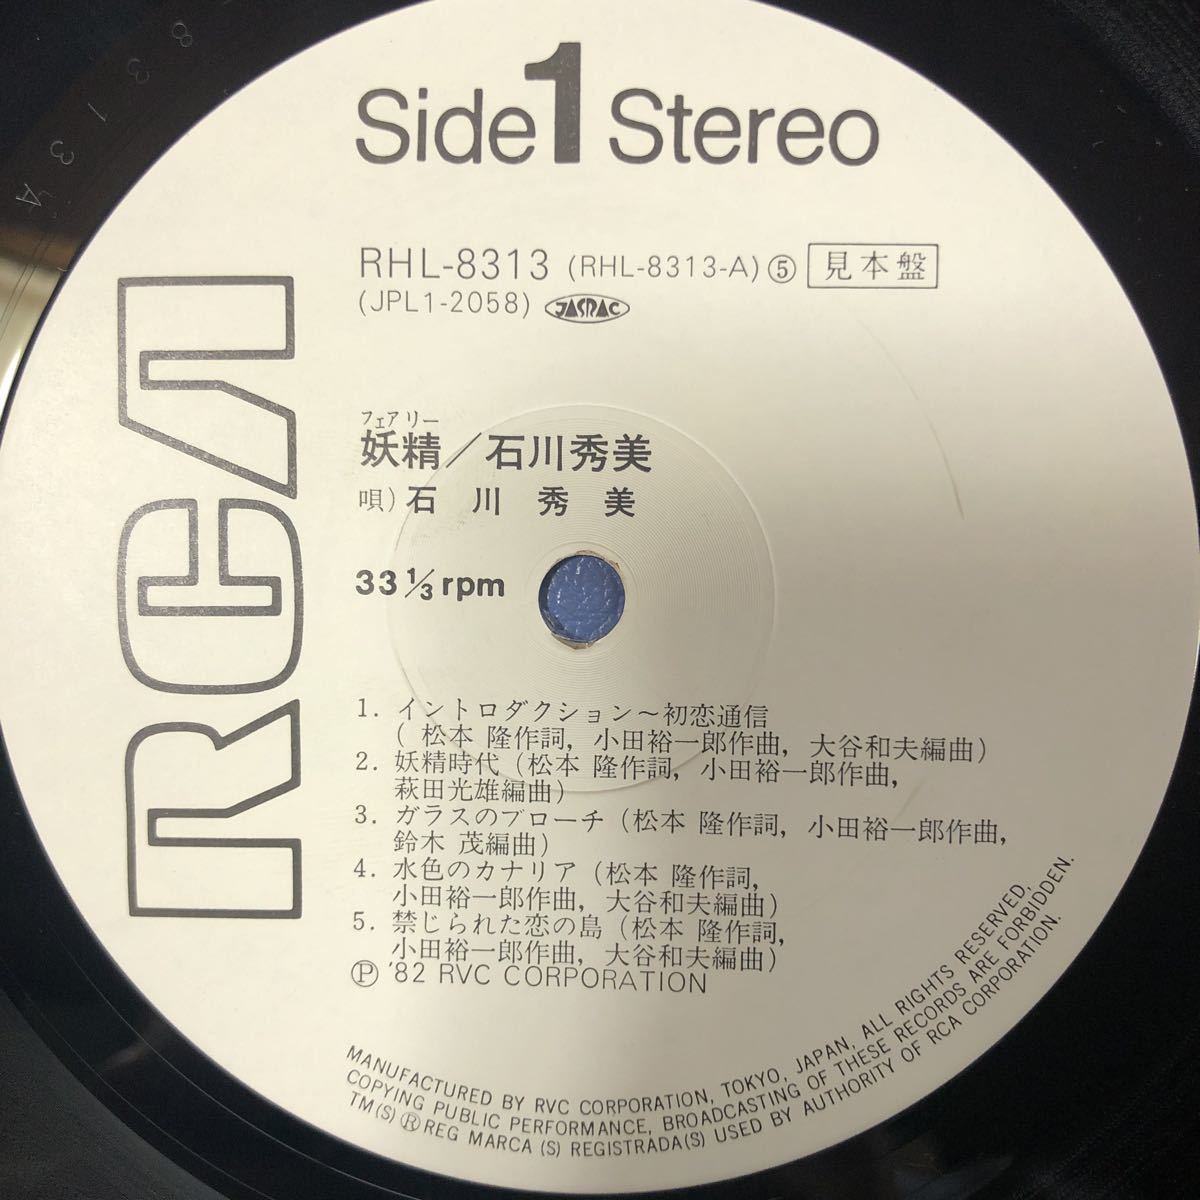 Side 1 Stereo
RHL-8313 (RHL-8313-A) ⑤ 見本盤
(JPL1-2058) JASRAC
フェアリー
妖精／石川秀美
唄) 石川秀美
33 1/3 rpm
RCA
1. イントロダクション～初恋通信
( 松本 隆作詞, 小田裕一郎作曲, 大谷和夫編曲)
2. 妖精時代 (松本 隆作詞, 小田裕一郎作曲,
萩田光雄編曲)
3. ガラスのブローチ (松本 隆作詞, 小田裕一郎作曲,
鈴木 茂編曲)
4. 水色のカナリア (松本 隆作詞,
小田裕一郎作曲, 大谷和夫編曲)
5. 禁じられた恋の島 (松本 隆作詞,
小田裕一郎作曲, 大谷和夫編曲)
Ⓟ '82 RVC CORPORATION
MANUFACTURED BY RVC CORPORATION, TOKYO, JAPAN, ALL RIGHTS RESERVED,
COPYING PUBLIC PERFORMANCE, BROADCASTING OF THESE RECORDS ARE FORBIDDEN.
TM(S) ® REG MARCA (S) REGISTRADA(S) USED BY AUTHORITY OF RCA CORPORATION.
8313A